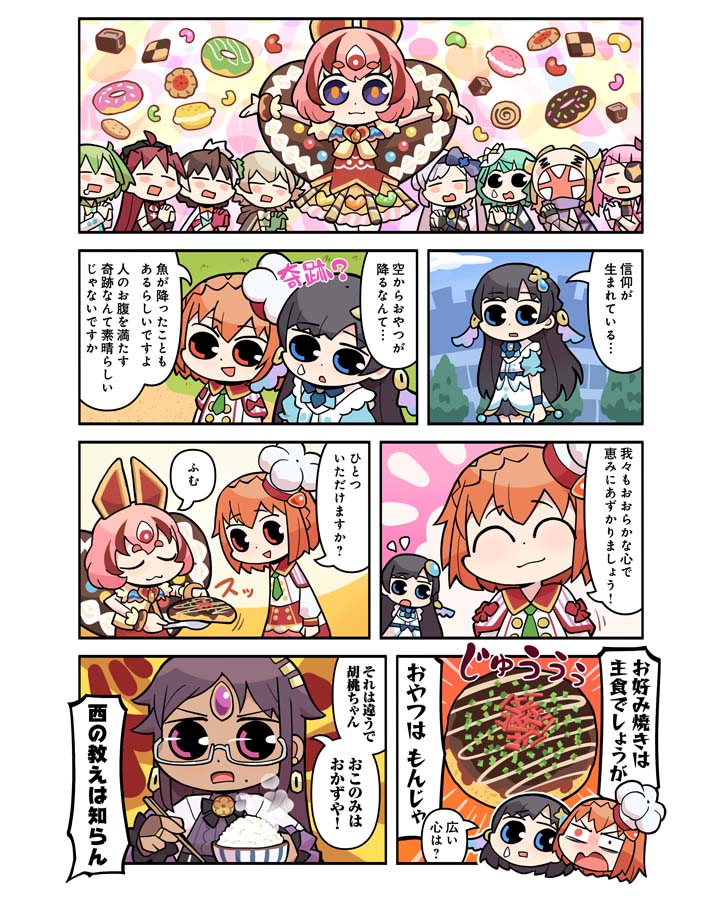 信仰が
生まれている…
空からおやつが
降るなんて…
奇跡？
魚が降ったことも
あるらしいですよ
人のお腹を満たす
奇跡なんて素晴らしい
じゃないですか
我々もおおらかな心で
恵みにあずかりましょう！
ひとつ
いただけますか？
ふむ
スッ
お好み焼きは
主食でしょうが
じゅううぅ
おやつは もんじゃ
広い
心は？
それは違うで
胡桃ちゃん
おこのみは
おかずや！
西の教えは知らん